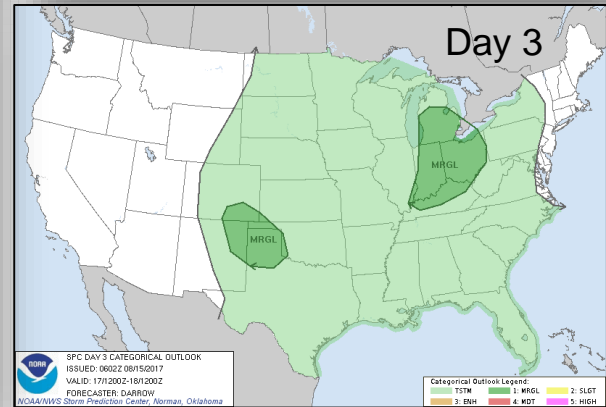 Day 3
MRGL
MRGL
NOAA
SPC DAY 3 CATEGORICAL OUTLOOK
ISSUED: 0602Z 08/15/2017
VALID: 17/1200Z-18/1200Z
FORECASTER: DARROW
NOAA/NWS Storm Prediction Center, Norman, Oklahoma
Categorical Outlook Legend:
TSTM 1: MRGL 2: SLGT
3: ENH 4: MDT 5: HIGH